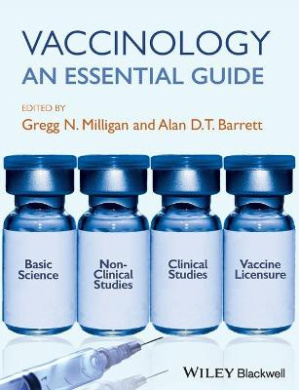 VACCINOLOGY
AN ESSENTIAL GUIDE
EDITED BY
Gregg N. Milligan and Alan D.T. Barrett
Basic
Science
Non-
Clinical
Studies
Clinical
Studies
Vaccine
Licensure
WILEY Blackwell